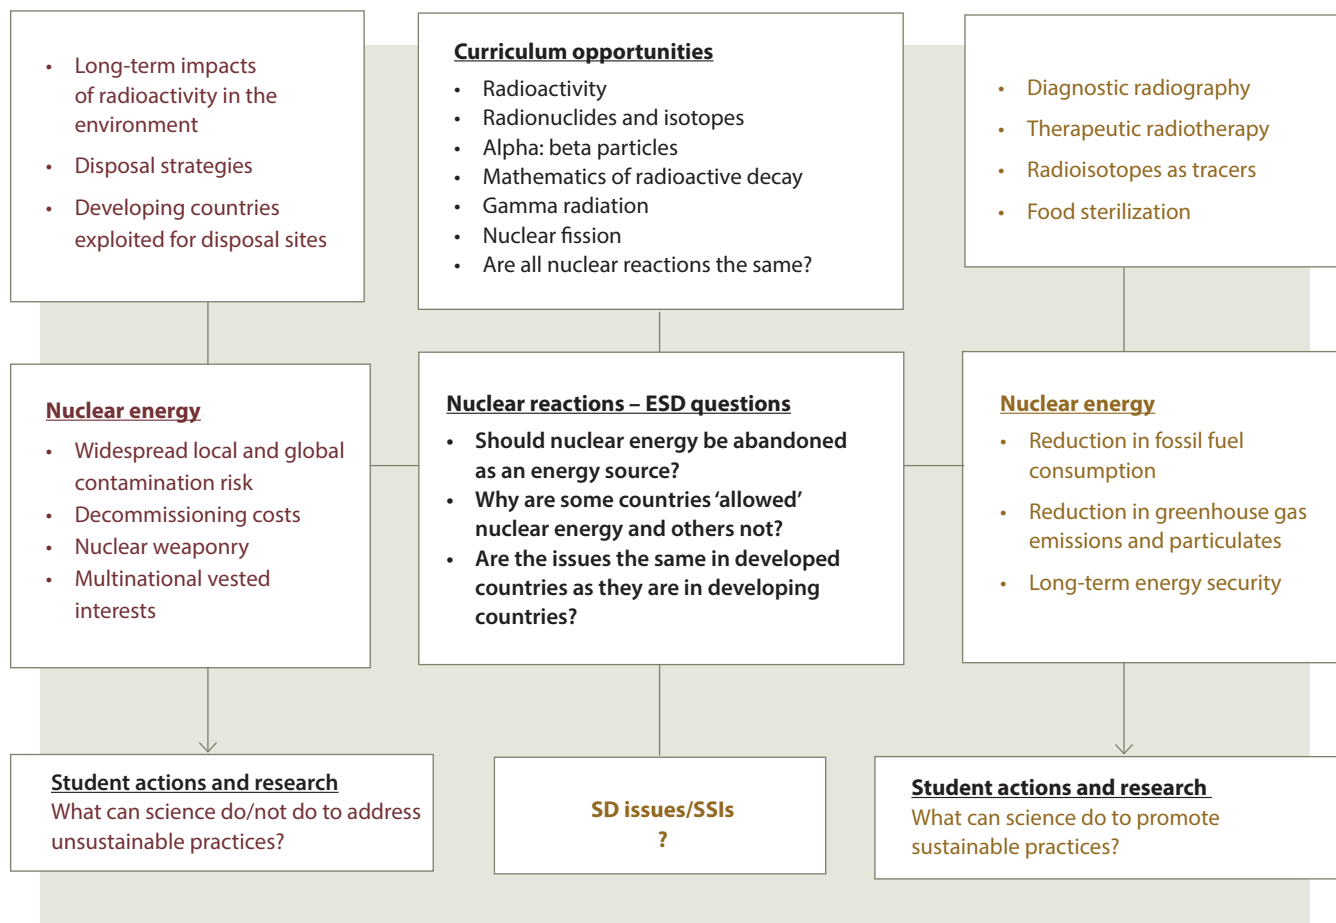 • Long-term impacts
of radioactivity in the
environment
• Disposal strategies
• Developing countries
exploited for disposal sites
Curriculum opportunities
• Radioactivity
• Radionuclides and isotopes
• Alpha: beta particles
• Mathematics of radioactive decay
• Gamma radiation
• Nuclear fission
• Are all nuclear reactions the same?
• Diagnostic radiography
• Therapeutic radiotherapy
• Radioisotopes as tracers
• Food sterilization
Nuclear energy
• Widespread local and global
contamination risk
• Decommissioning costs
• Nuclear weaponry
• Multinational vested
interests
Nuclear reactions – ESD questions
• Should nuclear energy be abandoned
as an energy source?
• Why are some countries ‘allowed’
nuclear energy and others not?
• Are the issues the same in developed
countries as they are in developing
countries?
Nuclear energy
• Reduction in fossil fuel
consumption
• Reduction in greenhouse gas
emissions and particulates
• Long-term energy security
Student actions and research
What can science do/not do to address
unsustainable practices?
SD issues/SSIs
?
Student actions and research
What can science do to promote
sustainable practices?